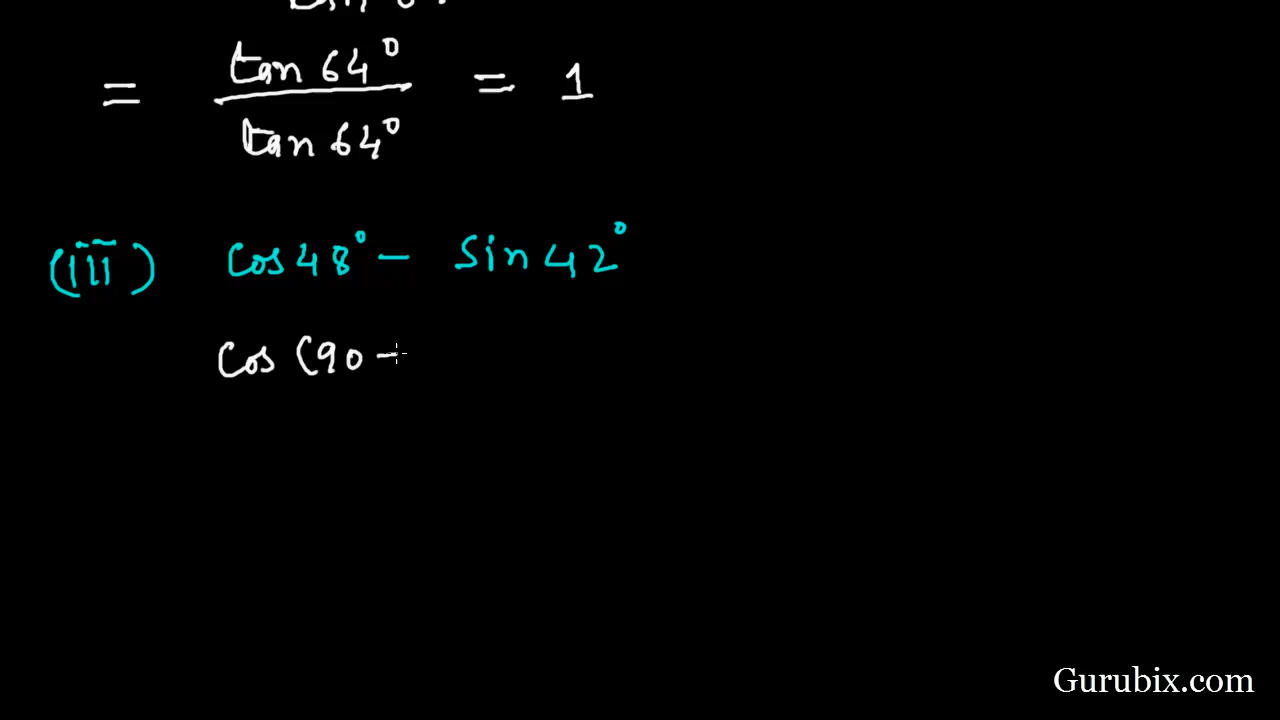 tan 64°
= ――― = 1
tan 64°
(iii) cos 48° - sin 42°
cos (90 -
Gurubix.com